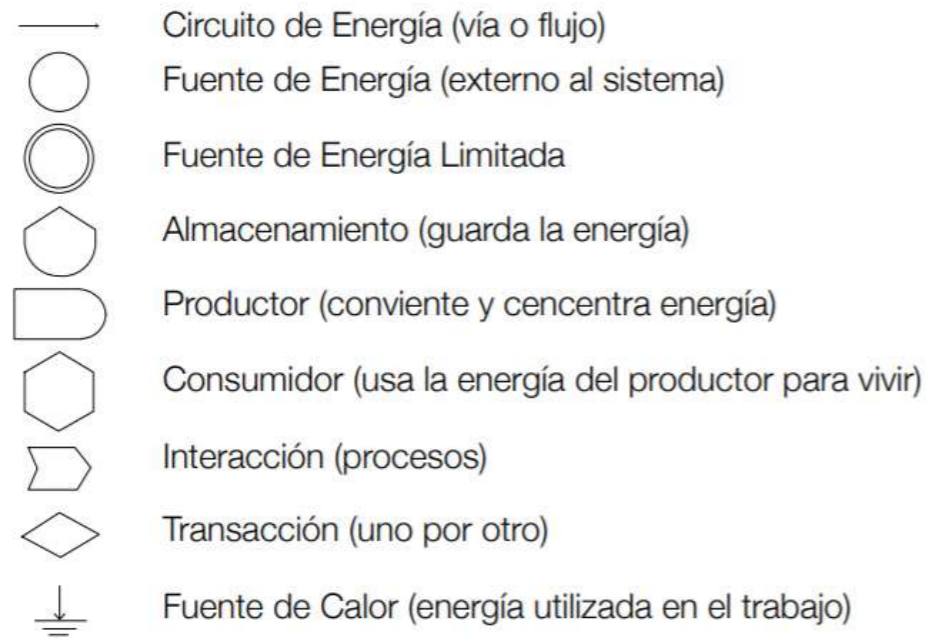 Circuito de Energía (vía o flujo)
Fuente de Energía (externo al sistema)
Fuente de Energía Limitada
Almacenamiento (guarda la energía)
Productor (conviente y cencentra energía)
Consumidor (usa la energía del productor para vivir)
Interacción (procesos)
Transacción (uno por otro)
Fuente de Calor (energía utilizada en el trabajo)